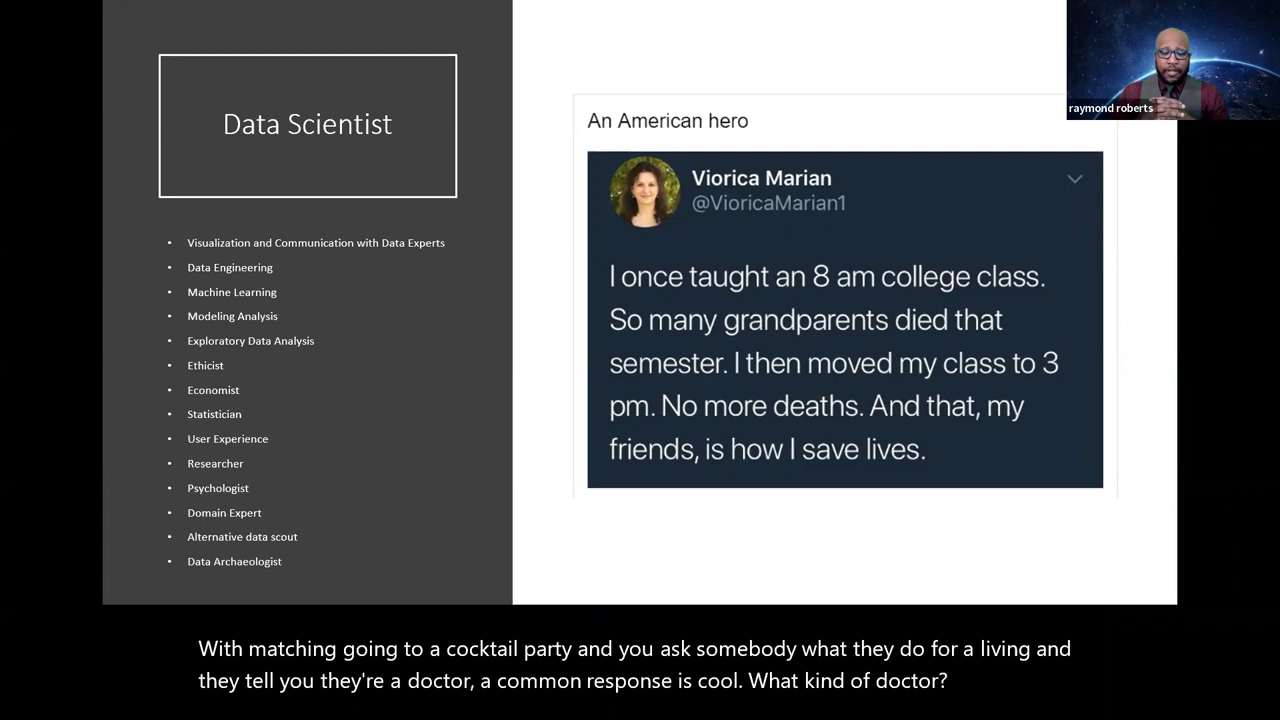 Data Scientist
• Visualization and Communication with Data Experts
• Data Engineering
• Machine Learning
• Modeling Analysis
• Exploratory Data Analysis
• Ethicist
• Economist
• Statistician
• User Experience
• Researcher
• Psychologist
• Domain Expert
• Alternative data scout
• Data Archaeologist
An American hero
Viorica Marian
@VioricaMarian1
I once taught an 8 am college class.
So many grandparents died that
semester. I then moved my class to 3
pm. No more deaths. And that, my
friends, is how I save lives.
raymond roberts
With matching going to a cocktail party and you ask somebody what they do for a living and
they tell you they're a doctor, a common response is cool. What kind of doctor?